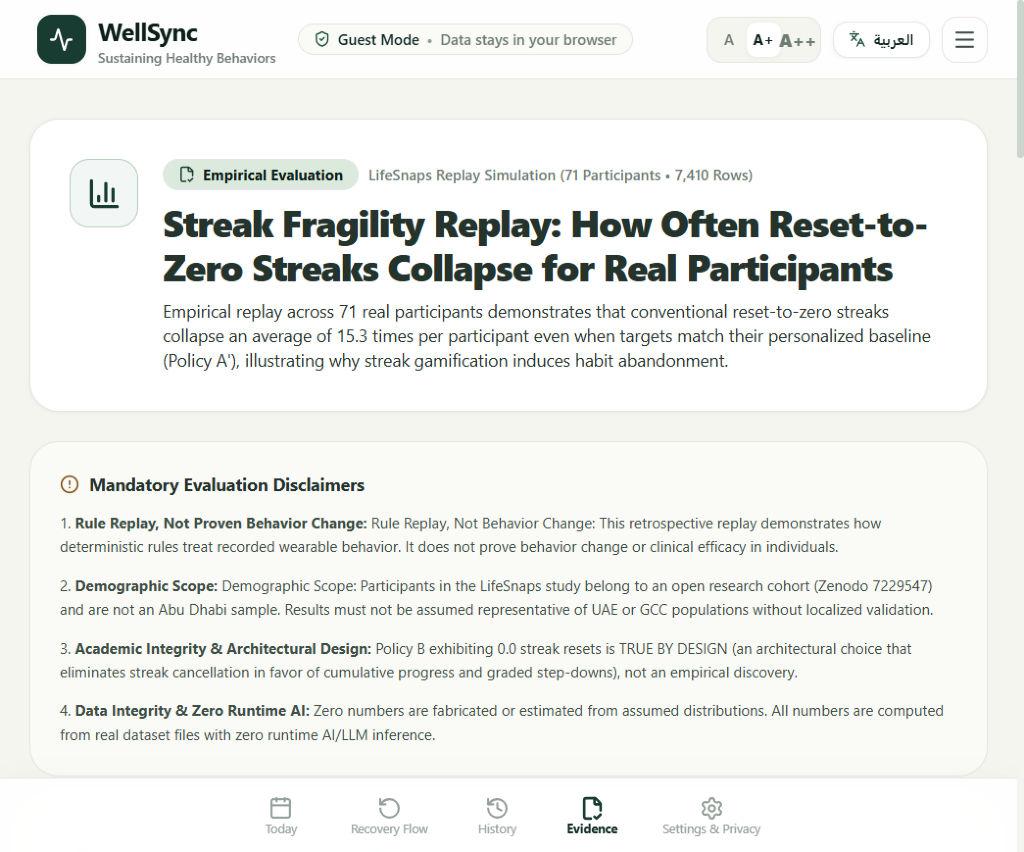 WellSync
Sustaining Healthy Behaviors
Guest Mode • Data stays in your browser
A A+ A++
العربية
Empirical Evaluation
LifeSnaps Replay Simulation (71 Participants • 7,410 Rows)
Streak Fragility Replay: How Often Reset-to-
Zero Streaks Collapse for Real Participants
Empirical replay across 71 real participants demonstrates that conventional reset-to-zero streaks
collapse an average of 15.3 times per participant even when targets match their personalized baseline
(Policy A'), illustrating why streak gamification induces habit abandonment.
Mandatory Evaluation Disclaimers
1. Rule Replay, Not Proven Behavior Change: Rule Replay, Not Behavior Change: This retrospective replay demonstrates how
deterministic rules treat recorded wearable behavior. It does not prove behavior change or clinical efficacy in individuals.
2. Demographic Scope: Demographic Scope: Participants in the LifeSnaps study belong to an open research cohort (Zenodo 7229547)
and are not an Abu Dhabi sample. Results must not be assumed representative of UAE or GCC populations without localized validation.
3. Academic Integrity & Architectural Design: Policy B exhibiting 0.0 streak resets is TRUE BY DESIGN (an architectural choice that
eliminates streak cancellation in favor of cumulative progress and graded step-downs), not an empirical discovery.
4. Data Integrity & Zero Runtime AI: Zero numbers are fabricated or estimated from assumed distributions. All numbers are computed
from real dataset files with zero runtime AI/LLM inference.
Today
Recovery Flow
History
Evidence
Settings & Privacy